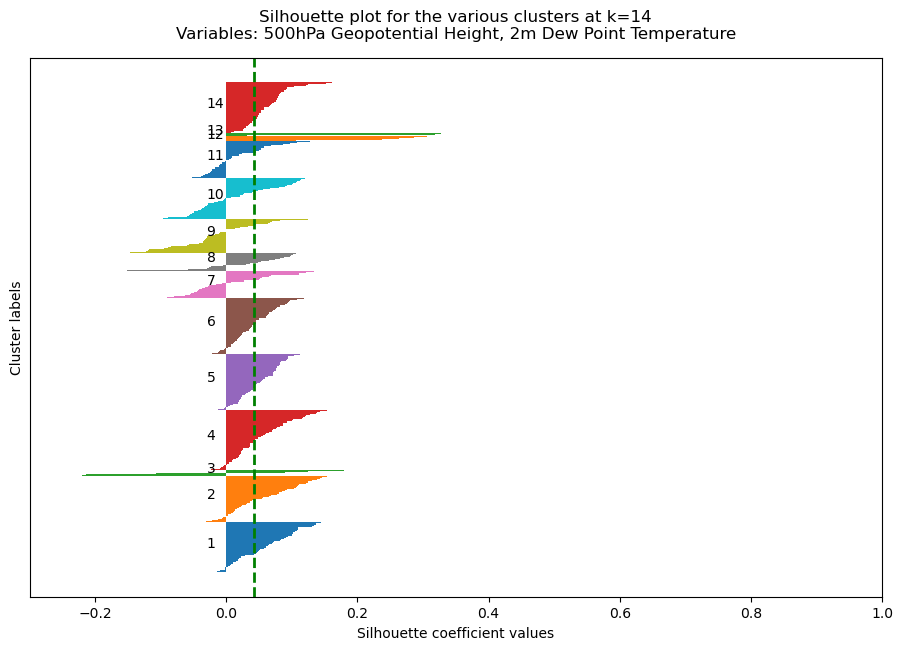 Silhouette plot for the various clusters at k=14
Variables: 500hPa Geopotential Height, 2m Dew Point Temperature
14
13
12
11
10
9
8
7
6
5
4
3
2
1
Cluster labels
−0.2 0.0 0.2 0.4 0.6 0.8 1.0
Silhouette coefficient values